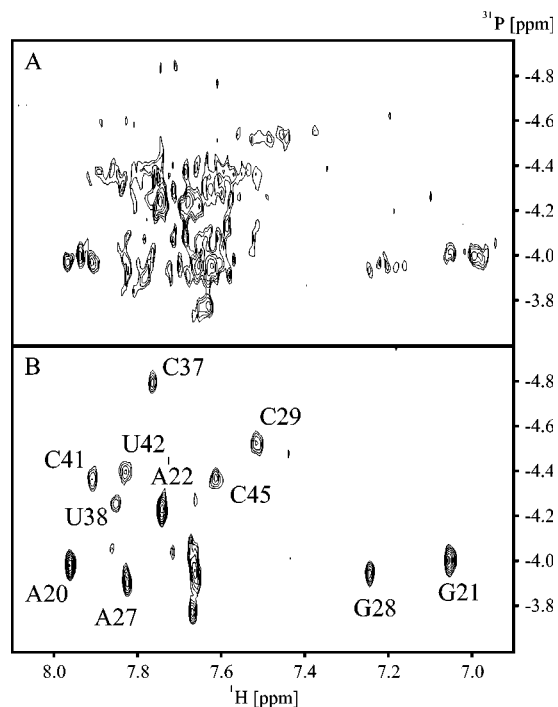 ³¹P [ppm]
A
-4.8
-4.6
-4.4
-4.2
-4.0
-3.8
B
C37
-4.8
C29
-4.6
U42
C41
A22
C45
-4.4
U38
-4.2
A20
-4.0
A27
G28
G21
-3.8
8.0 7.8 7.6 7.4 7.2 7.0
¹H [ppm]